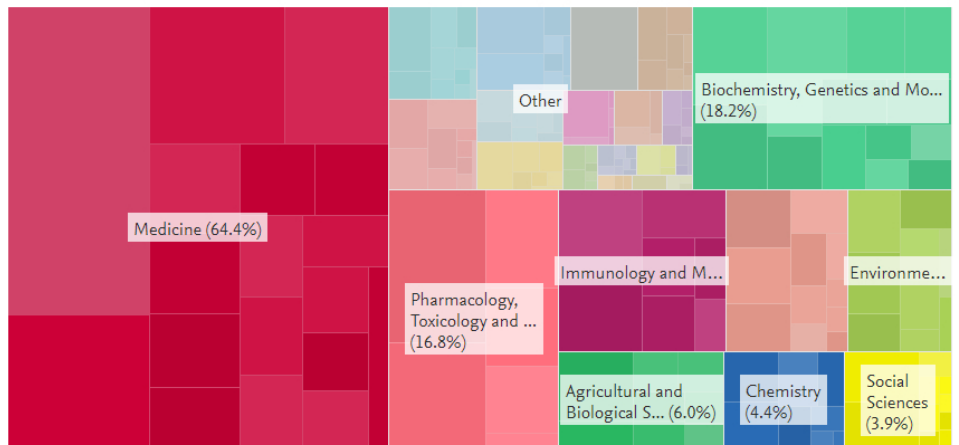 Other
Biochemistry, Genetics and Mo...
(18.2%)
Medicine (64.4%)
Pharmacology,
Toxicology and ...
(16.8%)
Immunology and M...
Environme...
Agricultural and
Biological S... (6.0%)
Chemistry
(4.4%)
Social
Sciences
(3.9%)